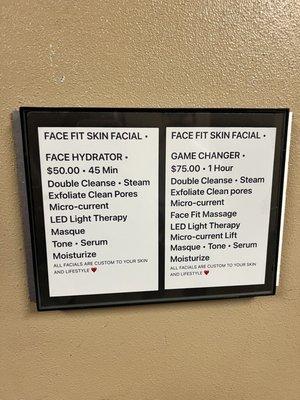 FACE FIT SKIN FACIAL •
FACE HYDRATOR •
$50.00 • 45 Min
Double Cleanse • Steam
Exfoliate Clean Pores
Micro-current
LED Light Therapy
Masque
Tone • Serum
Moisturize
ALL FACIALS ARE CUSTOM TO YOUR SKIN
AND LIFESTYLE ❤️
FACE FIT SKIN FACIAL •
GAME CHANGER •
$75.00 • 1 Hour
Double Cleanse • Steam
Exfoliate Clean pores
Micro-current
Face Fit Massage
LED Light Therapy
Micro-current Lift
Masque • Tone • Serum
Moisturize
ALL FACIALS ARE CUSTOM TO YOUR SKIN
AND LIFESTYLE ❤️